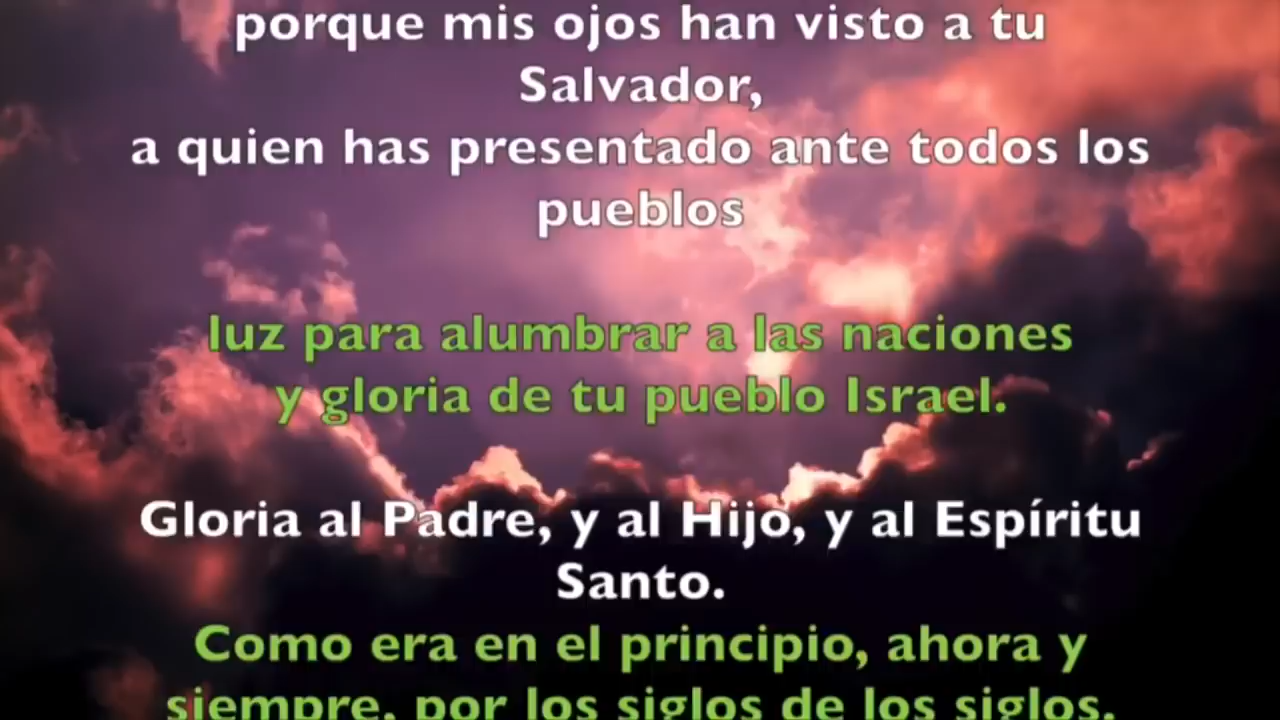 porque mis ojos han visto a tu
Salvador,
a quien has presentado ante todos los
pueblos
luz para alumbrar a las naciones
y gloria de tu pueblo Israel.
Gloria al Padre, y al Hijo, y al Espíritu
Santo.
Como era en el principio, ahora y
siempre, por los siglos de los siglos.